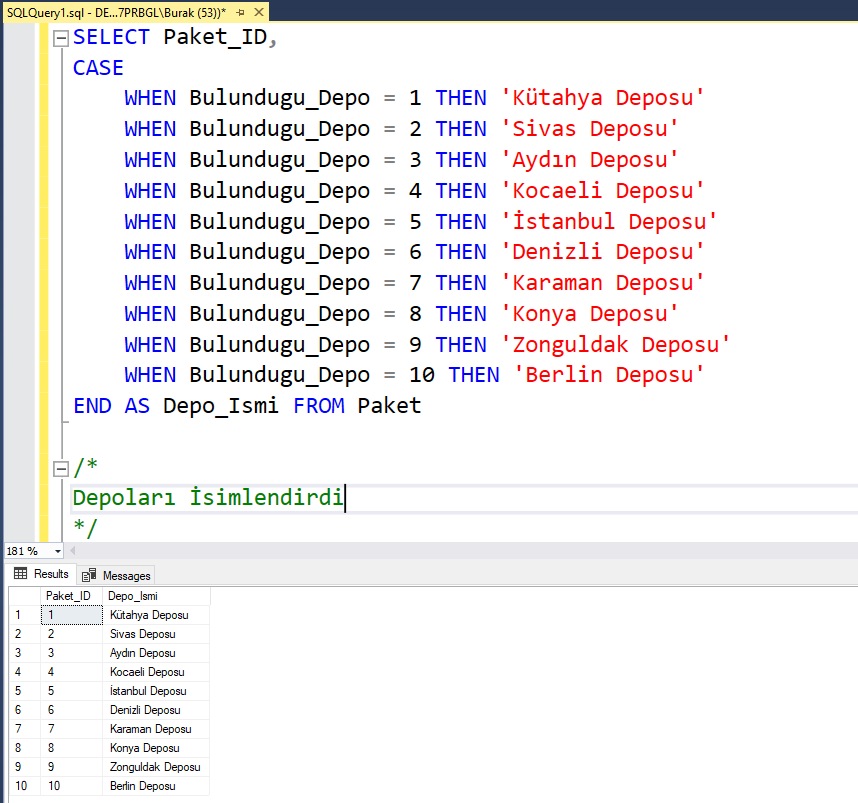 SQLQuery1.sql - DE...7PRBGL\Burak (53))*
SELECT Paket_ID,
CASE
WHEN Bulundugu_Depo = 1 THEN 'Kütahya Deposu'
WHEN Bulundugu_Depo = 2 THEN 'Sivas Deposu'
WHEN Bulundugu_Depo = 3 THEN 'Aydın Deposu'
WHEN Bulundugu_Depo = 4 THEN 'Kocaeli Deposu'
WHEN Bulundugu_Depo = 5 THEN 'İstanbul Deposu'
WHEN Bulundugu_Depo = 6 THEN 'Denizli Deposu'
WHEN Bulundugu_Depo = 7 THEN 'Karaman Deposu'
WHEN Bulundugu_Depo = 8 THEN 'Konya Deposu'
WHEN Bulundugu_Depo = 9 THEN 'Zonguldak Deposu'
WHEN Bulundugu_Depo = 10 THEN 'Berlin Deposu'
END AS Depo_Ismi FROM Paket
/*
Depoları İsimlendirdi
*/
181 %
Results Messages
Paket_ID Depo_Ismi
1 1 Kütahya Deposu
2 2 Sivas Deposu
3 3 Aydın Deposu
4 4 Kocaeli Deposu
5 5 İstanbul Deposu
6 6 Denizli Deposu
7 7 Karaman Deposu
8 8 Konya Deposu
9 9 Zonguldak Deposu
10 10 Berlin Deposu